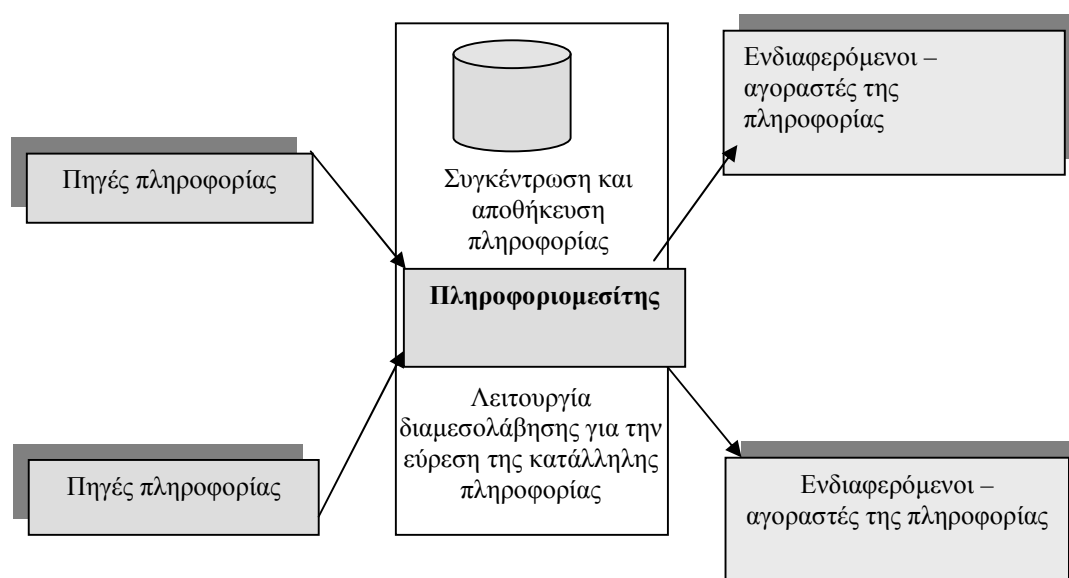 Πηγές πληροφορίας
Πηγές πληροφορίας
Συγκέντρωση και
αποθήκευση
πληροφορίας
Πληροφοριομεσίτης
Λειτουργία
διαμεσολάβησης για την
εύρεση της κατάλληλης
πληροφορίας
Ενδιαφερόμενοι –
αγοραστές της
πληροφορίας
Ενδιαφερόμενοι –
αγοραστές της πληροφορίας